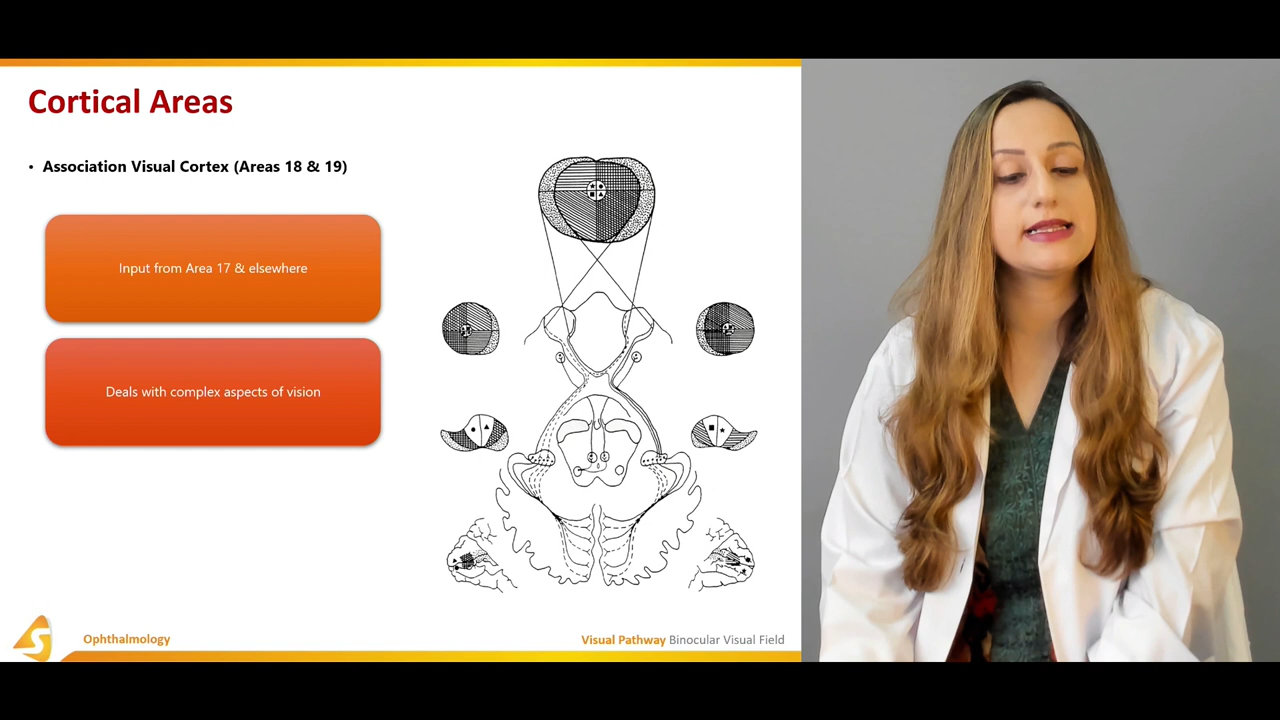 Cortical Areas
• Association Visual Cortex (Areas 18 & 19)
Input from Area 17 & elsewhere
Deals with complex aspects of vision
S
Ophthalmology
Visual Pathway Binocular Visual Field